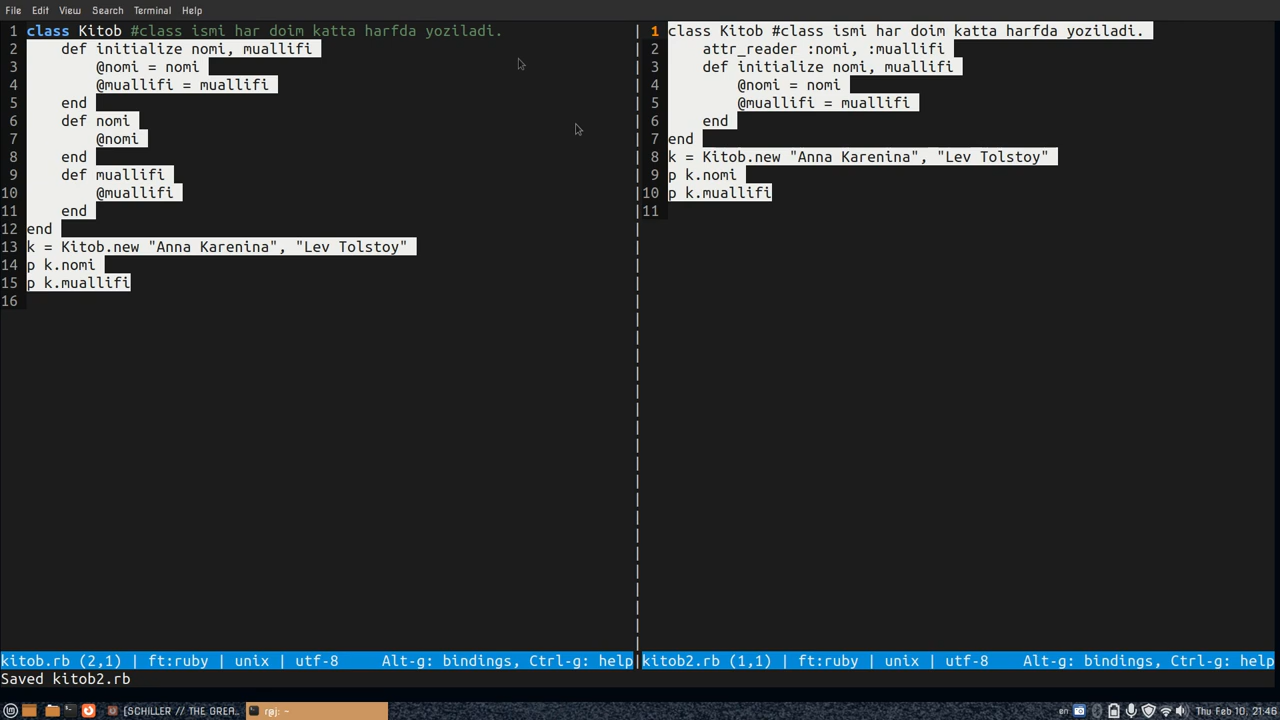 File Edit View Search Terminal Help
1 class Kitob #class ismi har doim katta harfda yoziladi.
2 def initialize nomi, muallifi
3 @nomi = nomi
4 @muallifi = muallifi
5 end
6 def nomi
7 @nomi
8 end
9 def muallifi
10 @muallifi
11 end
12 end
13 k = Kitob.new "Anna Karenina", "Lev Tolstoy"
14 p k.nomi
15 p k.muallifi
16
1 class Kitob #class ismi har doim katta harfda yoziladi.
2 attr_reader :nomi, :muallifi
3 def initialize nomi, muallifi
4 @nomi = nomi
5 @muallifi = muallifi
6 end
7 end
8 k = Kitob.new "Anna Karenina", "Lev Tolstoy"
9 p k.nomi
10 p k.muallifi
11
kitob.rb (2,1) | ft:ruby | unix | utf-8 Alt-g: bindings, Ctrl-g: help
kitob2.rb (1,1) | ft:ruby | unix | utf-8 Alt-g: bindings, Ctrl-g: help
Saved kitob2.rb
[SCHILLER // THE GREA... en Thu Feb 10, 21:46